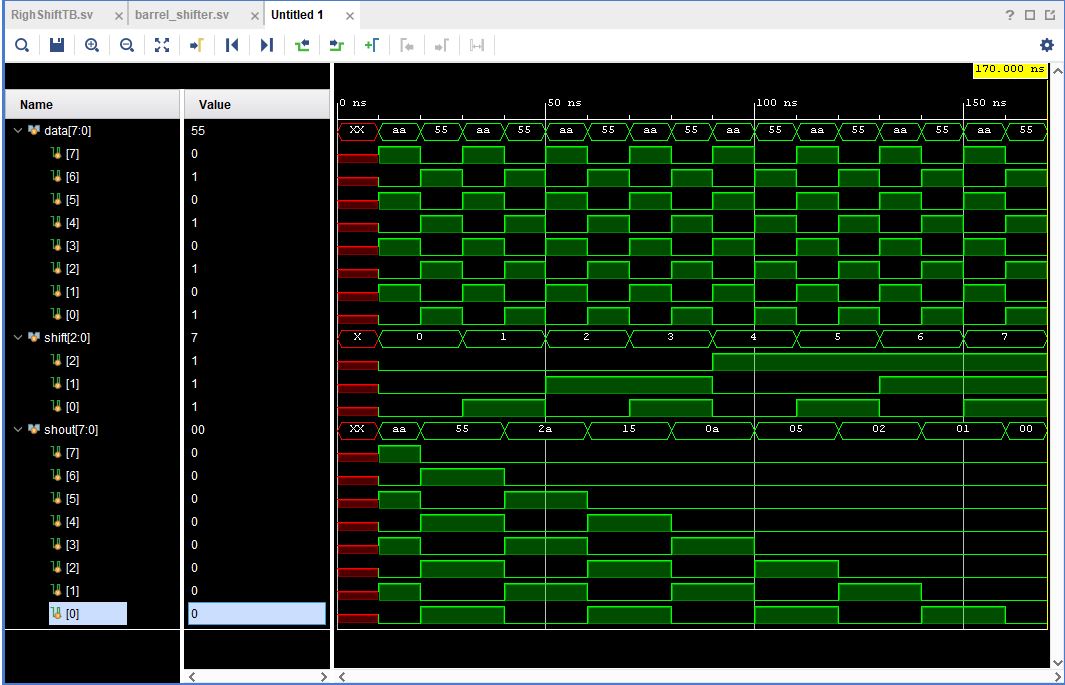 RighShiftTB.sv × barrel_shifter.sv × Untitled 1 ×
170.000 ns
Name Value
0 ns 50 ns 100 ns 150 ns
data[7:0] 55 XX aa 55 aa 55 aa 55 aa 55 aa 55 aa 55 aa 55 aa 55
[7] 0
[6] 1
[5] 0
[4] 1
[3] 0
[2] 1
[1] 0
[0] 1
shift[2:0] 7 X 0 1 2 3 4 5 6 7
[2] 1
[1] 1
[0] 1
shout[7:0] 00 XX aa 55 2a 15 0a 05 02 01 00
[7] 0
[6] 0
[5] 0
[4] 0
[3] 0
[2] 0
[1] 0
[0] 0